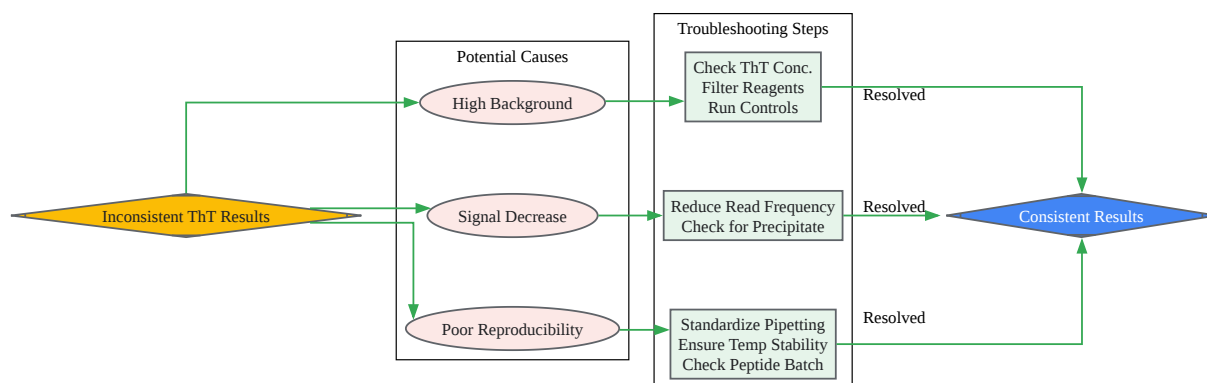 Troubleshooting Steps
Potential Causes
Check ThT Conc.
Filter Reagents
Run Controls
High Background
Resolved
Inconsistent ThT Results
Signal Decrease
Reduce Read Frequency
Check for Precipitate
Resolved
Consistent Results
Poor Reproducibility
Standardize Pipetting
Ensure Temp Stability
Check Peptide Batch
Resolved